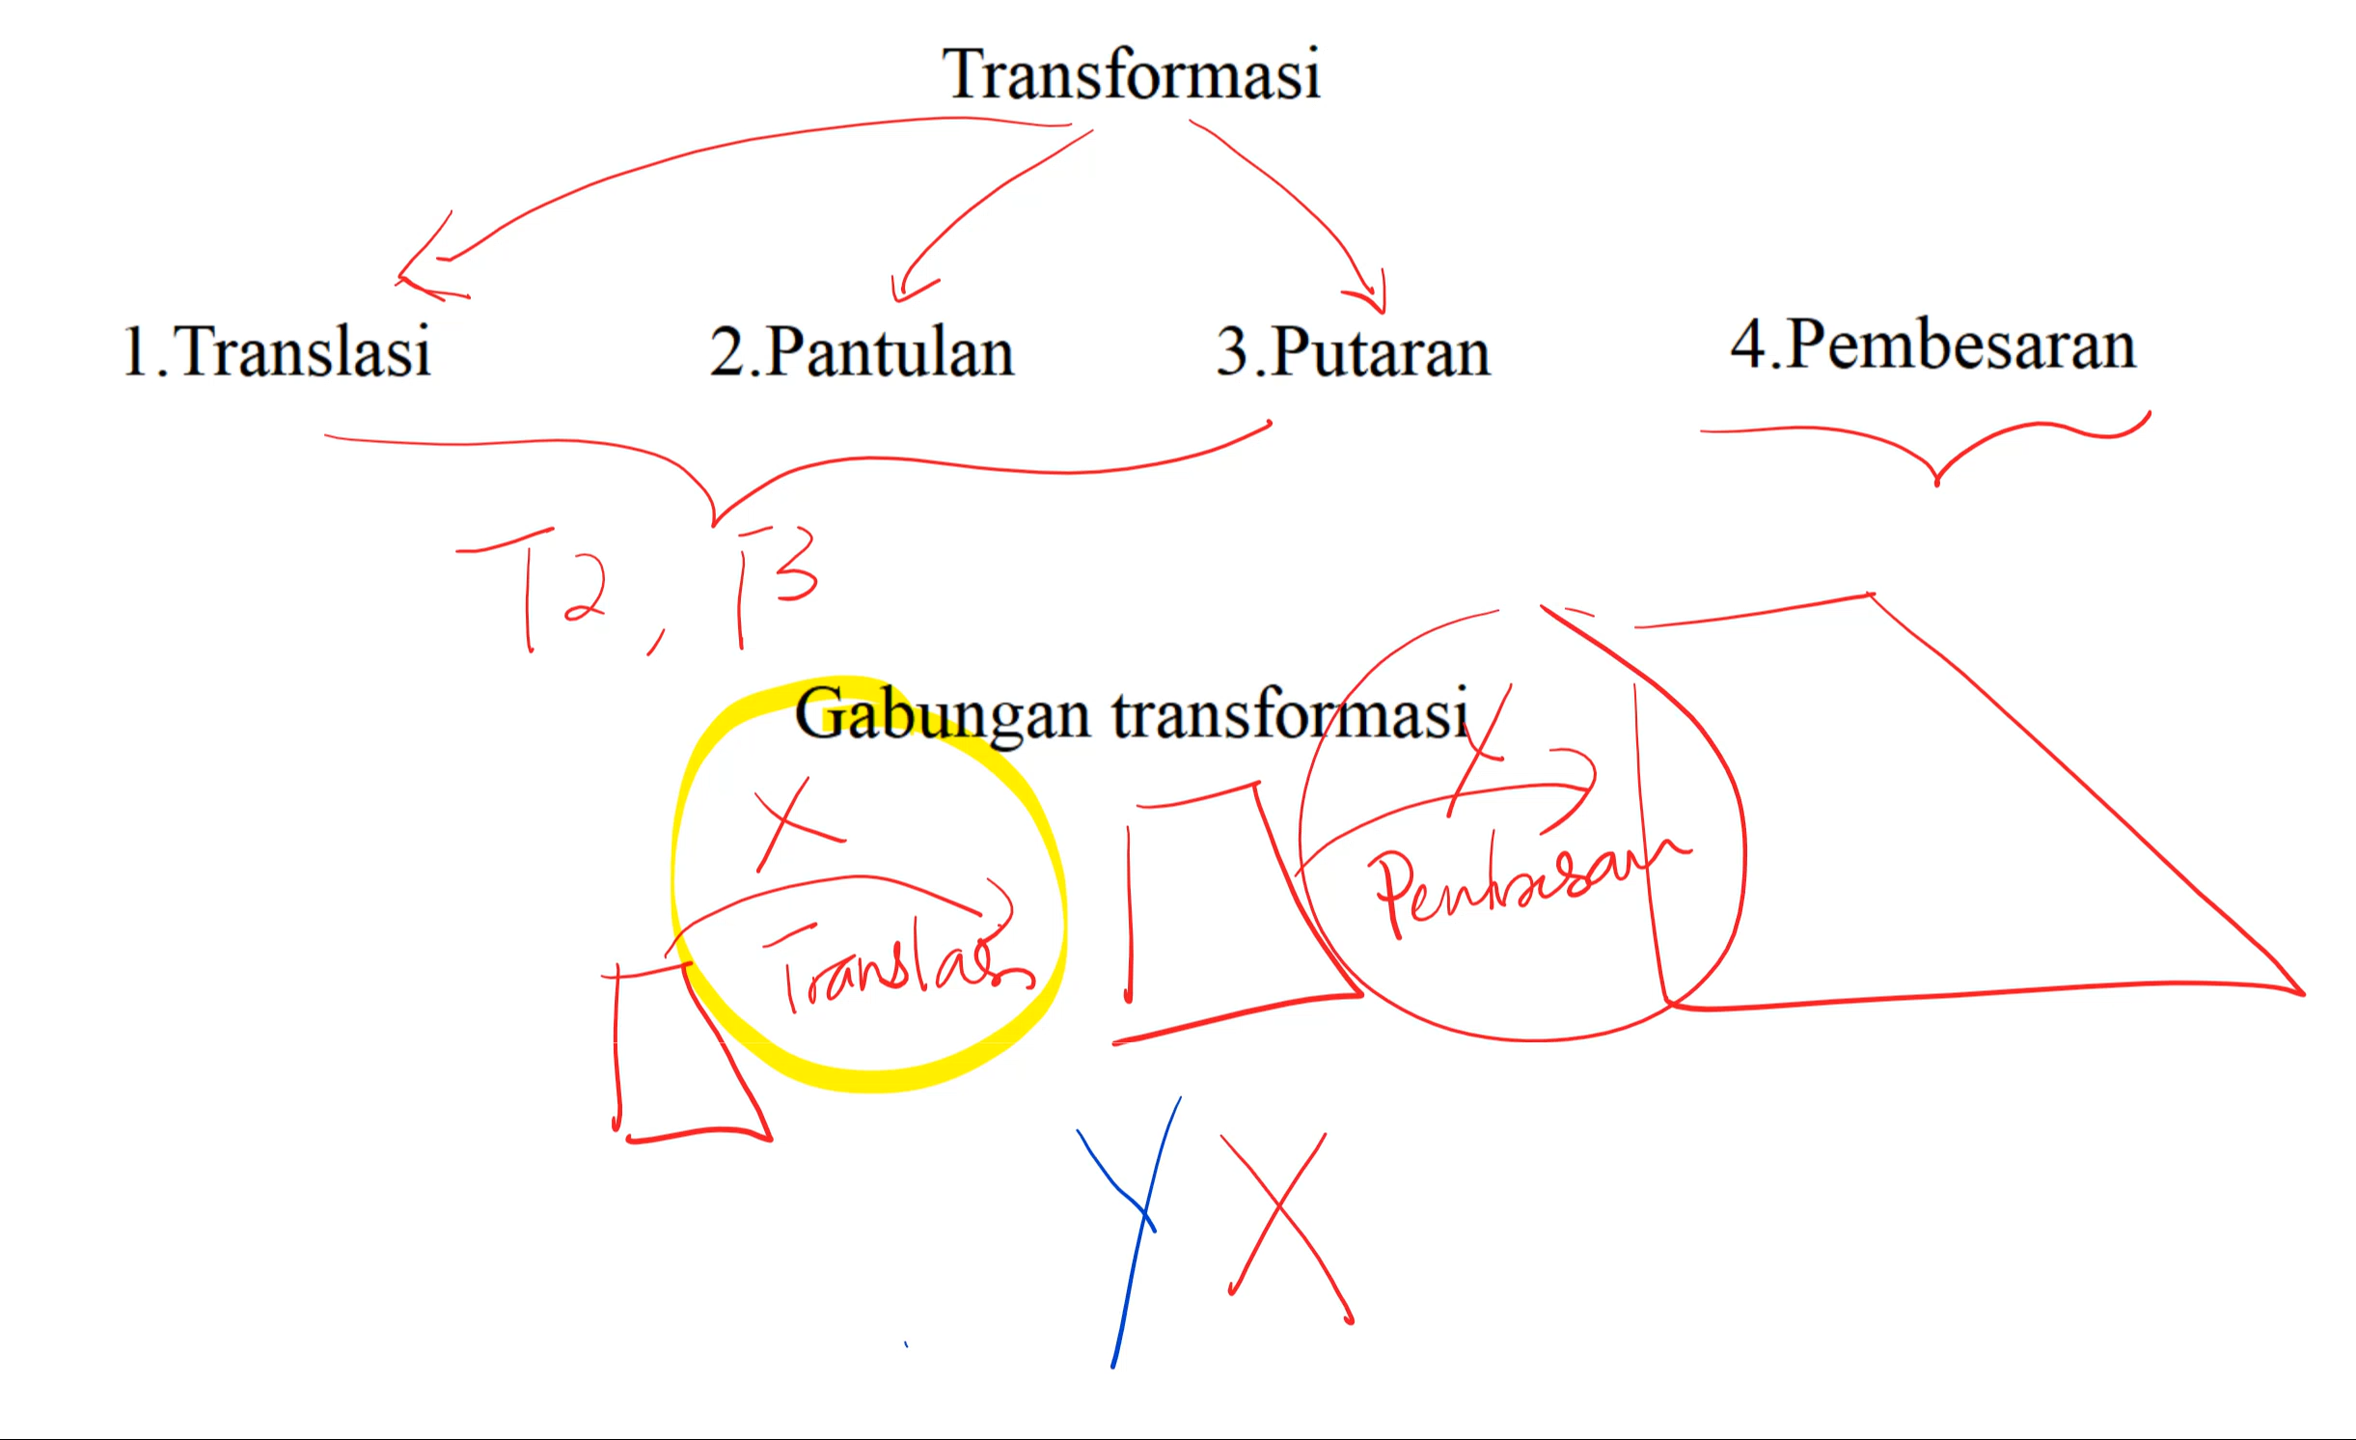 Transformasi
1.Translasi 2.Pantulan 3.Putaran 4.Pembesaran
T2, T3
Gabungan transformasi
X X
Translasi Pembesaran
Y X